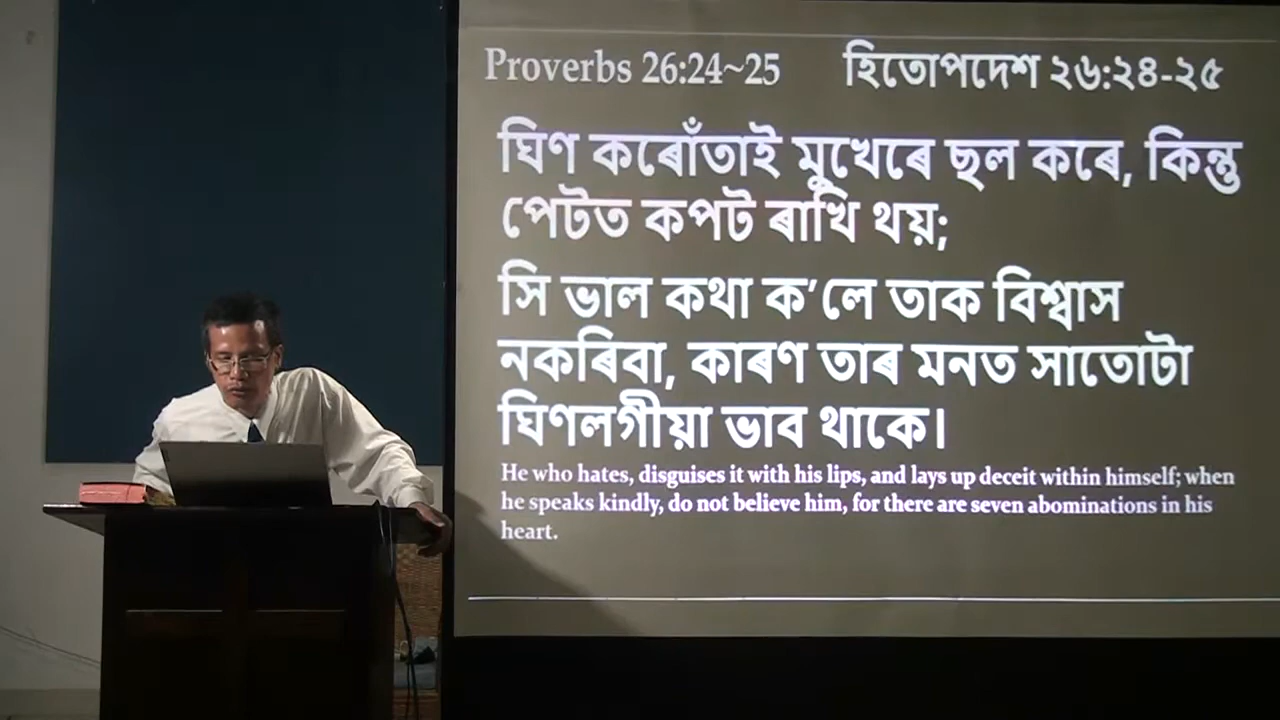 Proverbs 26:24~25 হিতোপদেশ ২৬:২৪-২৫
ঘিণ কৰোঁতাই মুখেৰে ছল কৰে, কিন্তু
পেটত কপট ৰাখি থয়;
সি ভাল কথা ক’লে তাক বিশ্বাস
নকৰিবা, কাৰণ তাৰ মনত সাতোটা
ঘিণলগীয়া ভাব থাকে।
He who hates, disguises it with his lips, and lays up deceit within himself; when
he speaks kindly, do not believe him, for there are seven abominations in his
heart.